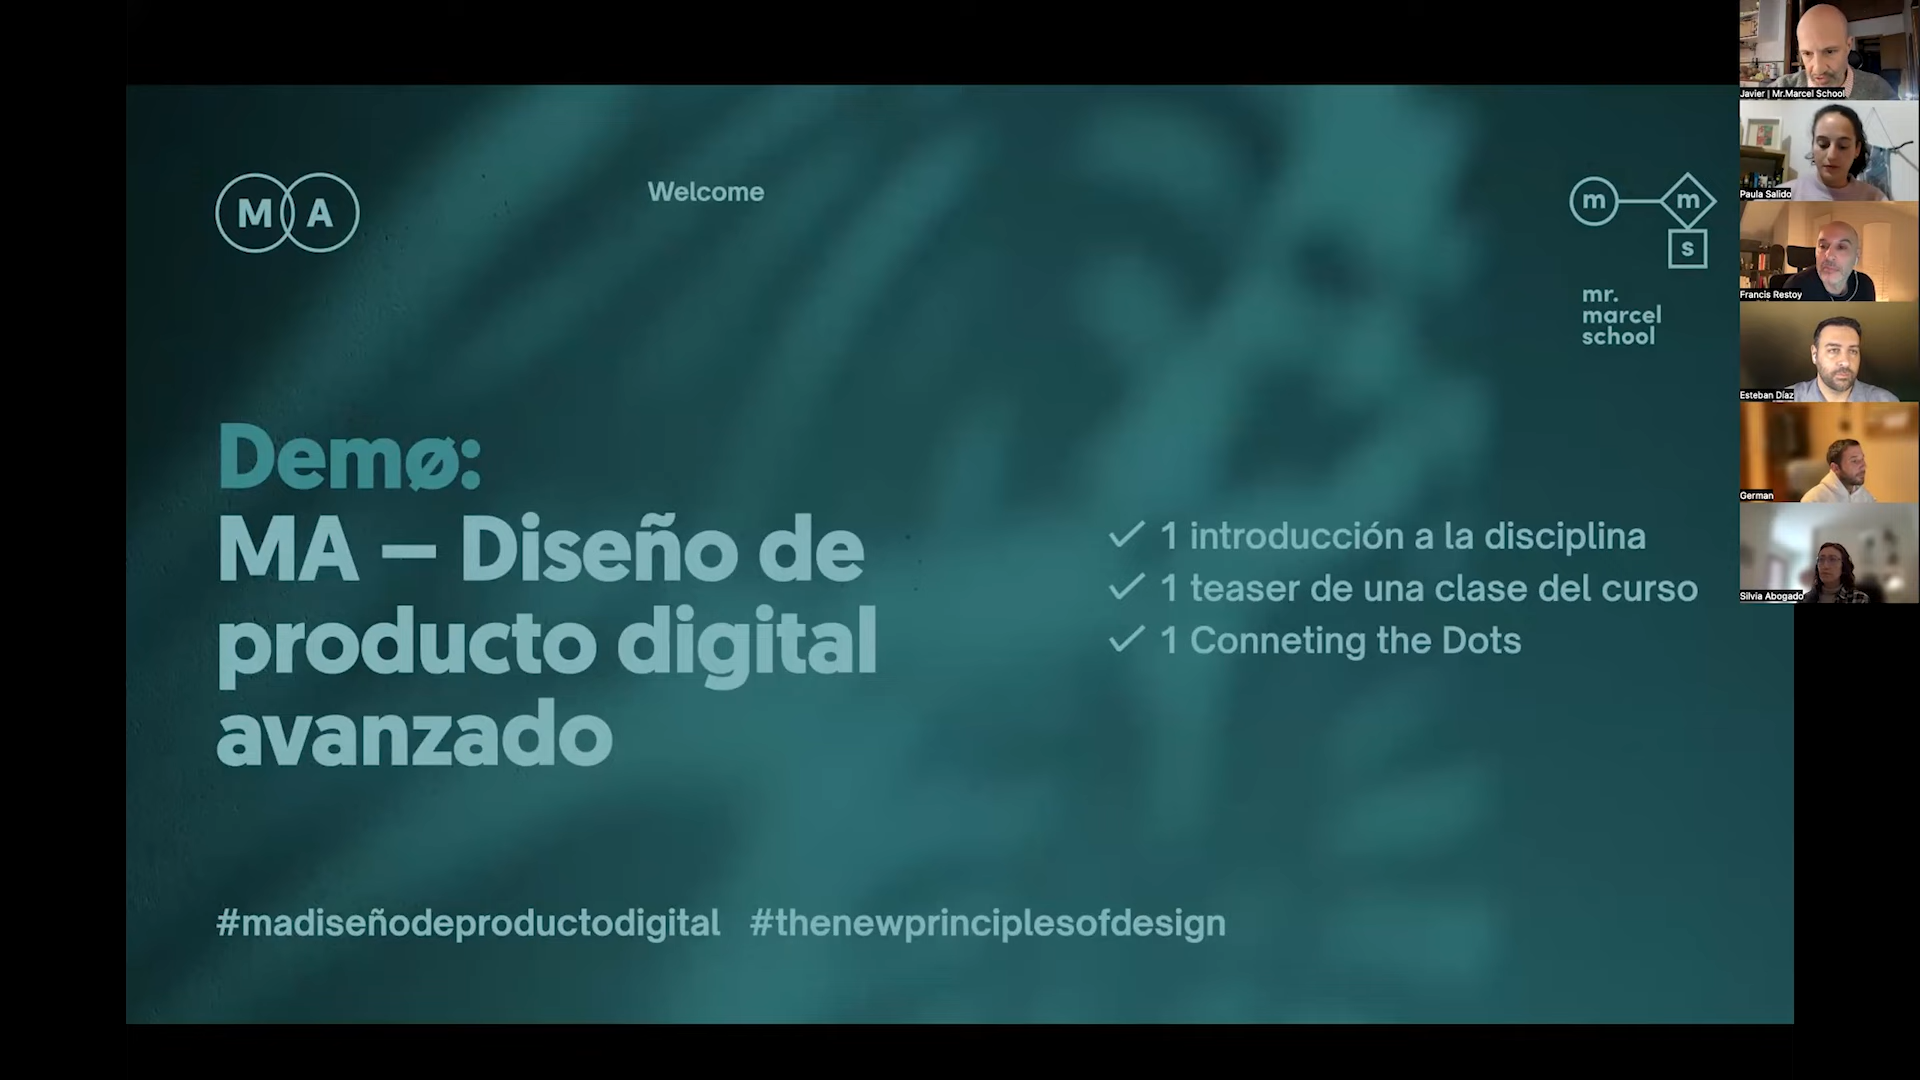 M A
Welcome
m m
s
mr.
marcel
school
Demø:
MA – Diseño de
producto digital
avanzado
✓ 1 introducción a la disciplina
✓ 1 teaser de una clase del curso
✓ 1 Conneting the Dots
#madiseñodeproductodigital #thenewprinciplesofdesign
Javier | Mr.Marcel School
Paula Salido
Francis Restoy
Esteban Díaz
German
Silvia Abogado